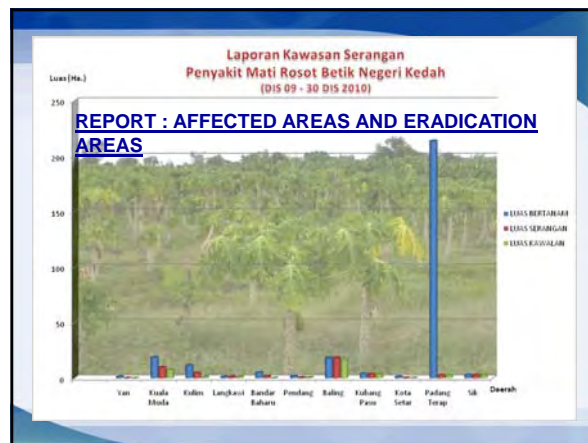 Laporan Kawasan Serangan
Penyakit Mati Rosot Betik Negeri Kedah
(DIS 09 - 30 DIS 2010)
Luas (Ha.)
REPORT : AFFECTED AREAS AND ERADICATION
AREAS
250
200
150
100
50
0
LUAS BERTANAM
LUAS SERANGAN
LUAS KAWALAN
Yan
Kuala Muda
Kulim
Langkawi
Bandar Baharu
Pendang
Baling
Kubang Pasu
Kota Setar
Padang Terap
Sik
Daerah